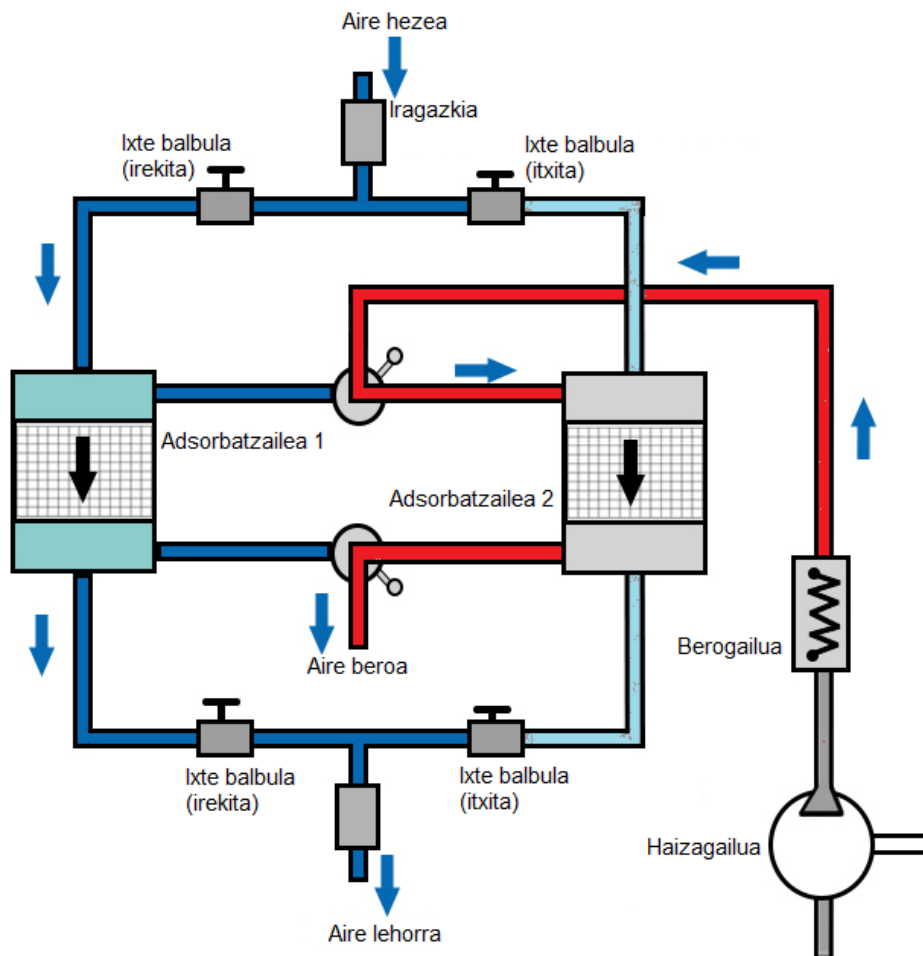 Aire hezea
Iragazkia
Ixte balbula
(irekita)
Ixte balbula
(itxita)
Adsorbatzailea 1
Adsorbatzailea 2
Aire beroa
Berogailua
Ixte balbula
(irekita)
Ixte balbula
(itxita)
Haizagailua
Aire lehorra